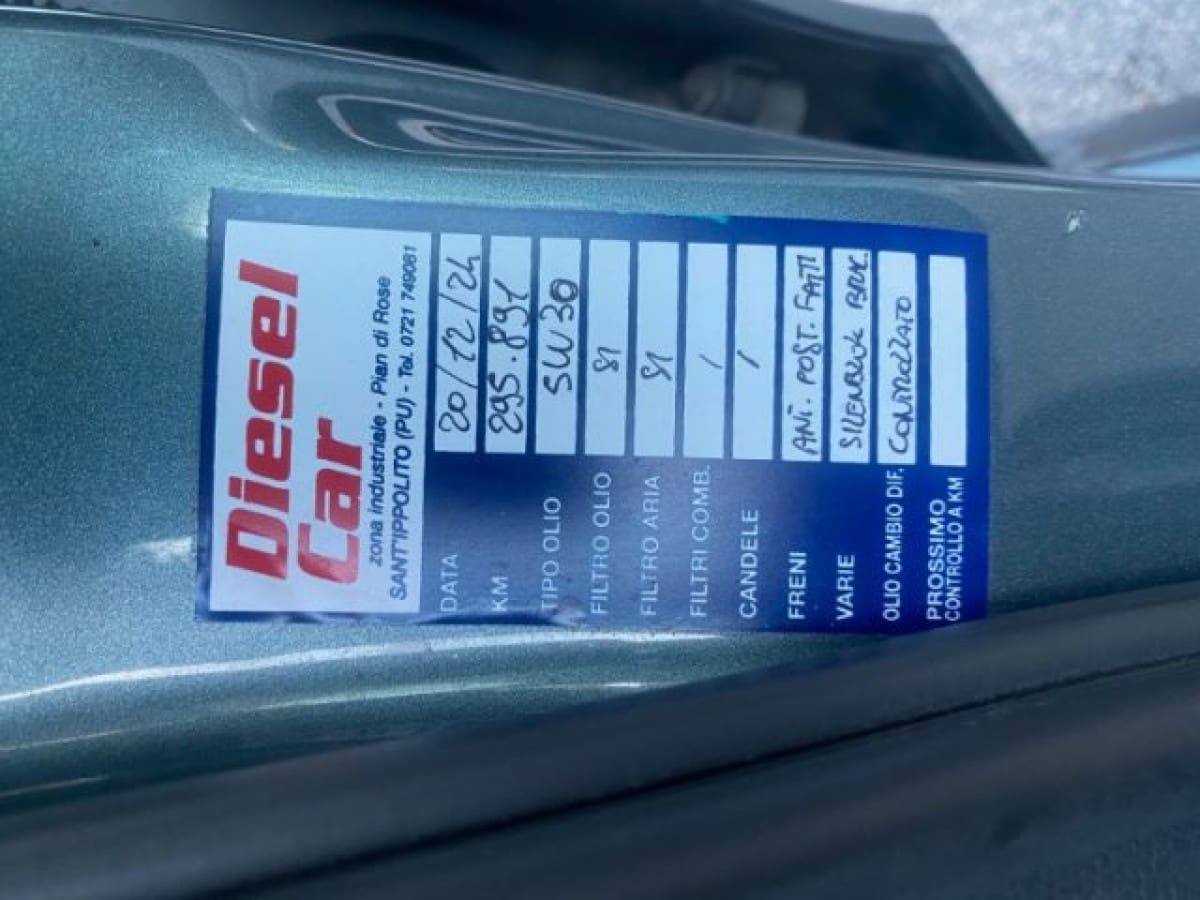 Diesel
Car
zona industriale - Pian di Rose
SANT'IPPOLITO (PU) - Tel. 0721 749081
DATA 20/12/24
KM 295.891
TIPO OLIO 5W30
FILTRO OLIO SI
FILTRO ARIA SI
FILTRI COMB. /
CANDELE /
FRENI ANT. POST. FATTI
VARIE SILENBLOK BRAC.
OLIO CAMBIO DIF. CONTROLLATO
PROSSIMO
CONTROLLO A KM